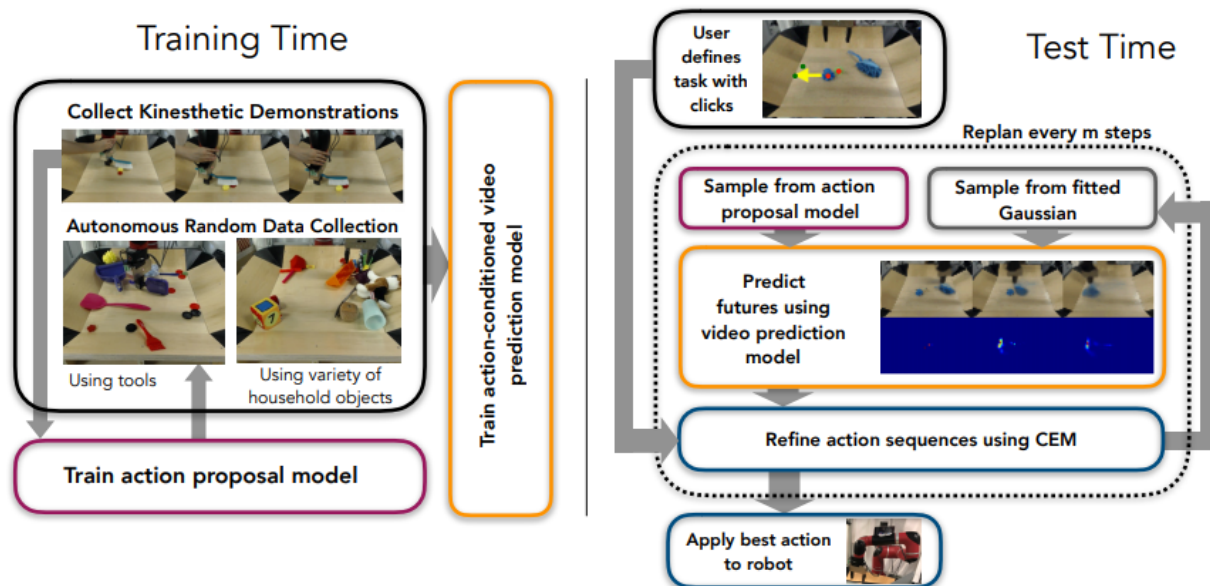 Training Time
Collect Kinesthetic Demonstrations
Autonomous Random Data Collection
Using tools
Using variety of
household objects
Train action proposal model
Train action-conditioned video
prediction model
Test Time
User
defines
task with
clicks
Replan every m steps
Sample from action
proposal model
Sample from fitted
Gaussian
Predict
futures using
video prediction
model
Refine action sequences using CEM
Apply best action
to robot